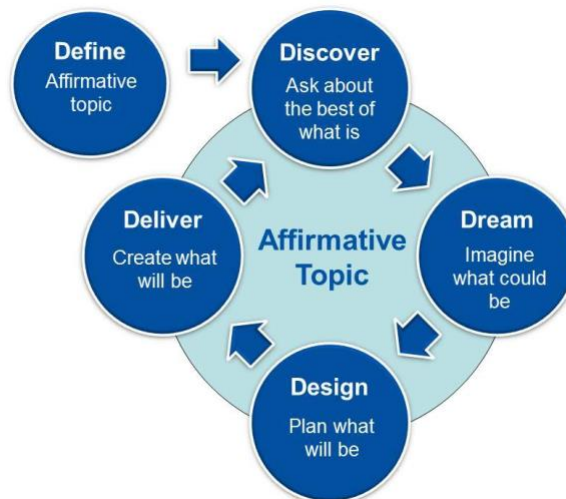 Define
Affirmative
topic
Discover
Ask about
the best of
what is
Dream
Imagine
what could
be
Design
Plan what
will be
Deliver
Create what
will be
Affirmative
Topic